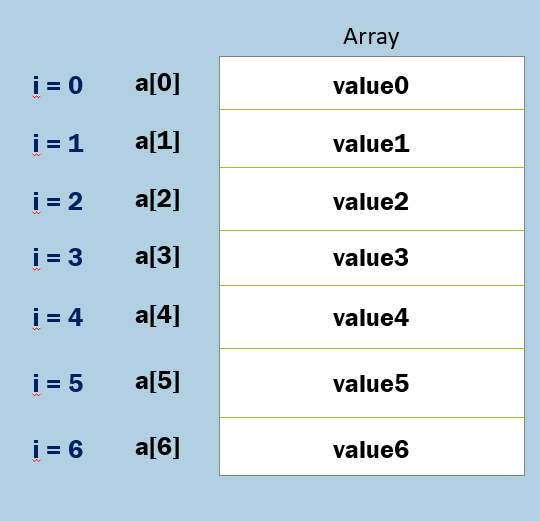 Array
i = 0 a[0] value0
i = 1 a[1] value1
i = 2 a[2] value2
i = 3 a[3] value3
i = 4 a[4] value4
i = 5 a[5] value5
i = 6 a[6] value6